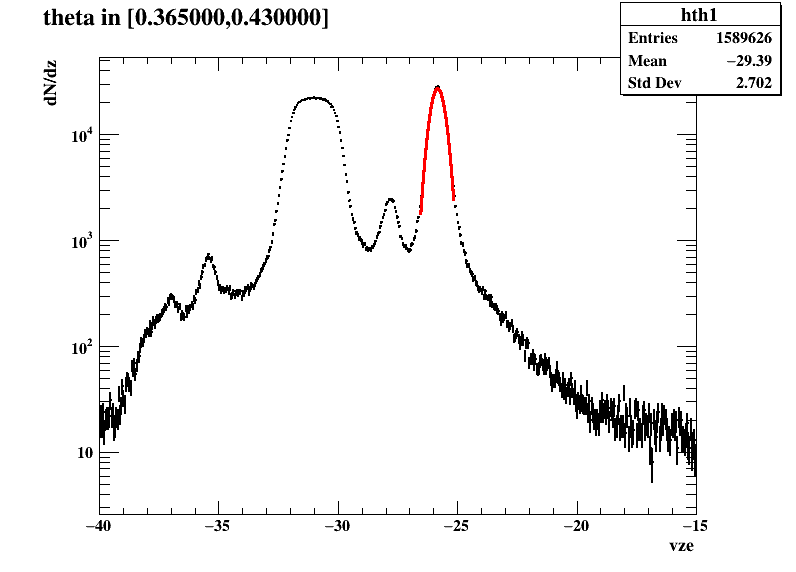 theta in [0.365000,0.430000]
hth1
Entries 1589626
Mean −29.39
Std Dev 2.702
dN/dz
10^4
10^3
10^2
10
−40 −35 −30 −25 −20 −15
vze